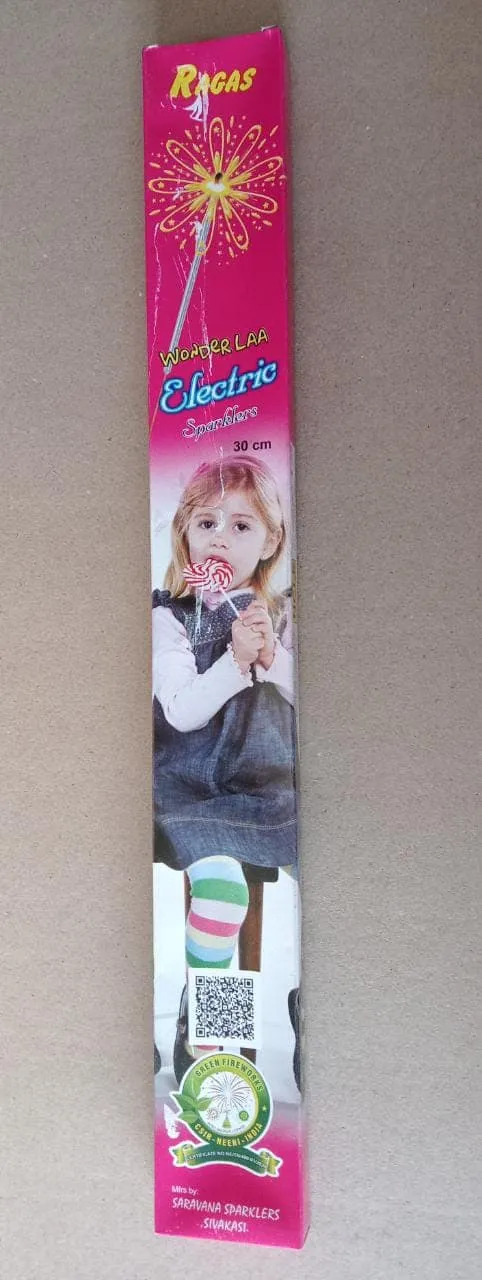 RAGAS
WONDER LAA
Electric
Sparklers
30 cm
GREEN FIREWORKS
CSIR-NEERI-INDIA
Mfrs by:
SARAVANA SPARKLERS
SIVAKASI.